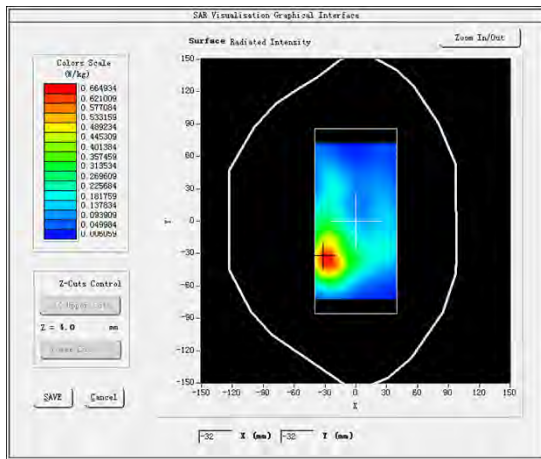 SAR Visualisation Graphical Interface
Surface Radiated Intensity
Zoom In/Out
Colors Scale
(W/kg)
0.664934
0.621009
0.577084
0.533159
0.489234
0.445309
0.401384
0.357459
0.313534
0.269609
0.225684
0.181759
0.137834
0.093909
0.049984
0.006059
150
120
90
60
30
0
-30
-60
-90
-120
-150
Y
-150 -120 -90 -60 -30 0 30 60 90 120 150
X
Z-Cuts Control
Z = 4.0 mm
SAVE
Cancel
-32 X (mm) -32 Y (mm)